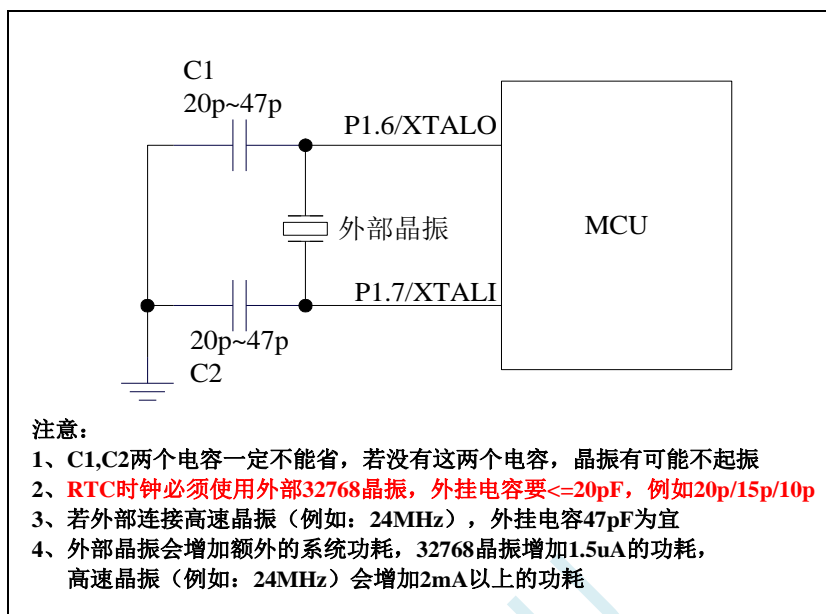 C1
20p~47p
P1.6/XTALO
外部晶振
MCU
P1.7/XTALI
20p~47p
C2
注意：
1、C1,C2两个电容一定不能省，若没有这两个电容，晶振有可能不起振
2、RTC时钟必须使用外部32768晶振，外挂电容要<=20pF，例如20p/15p/10p
3、若外部连接高速晶振（例如：24MHz），外挂电容47pF为宜
4、外部晶振会增加额外的系统功耗，32768晶振增加1.5uA的功耗，
高速晶振（例如：24MHz）会增加2mA以上的功耗